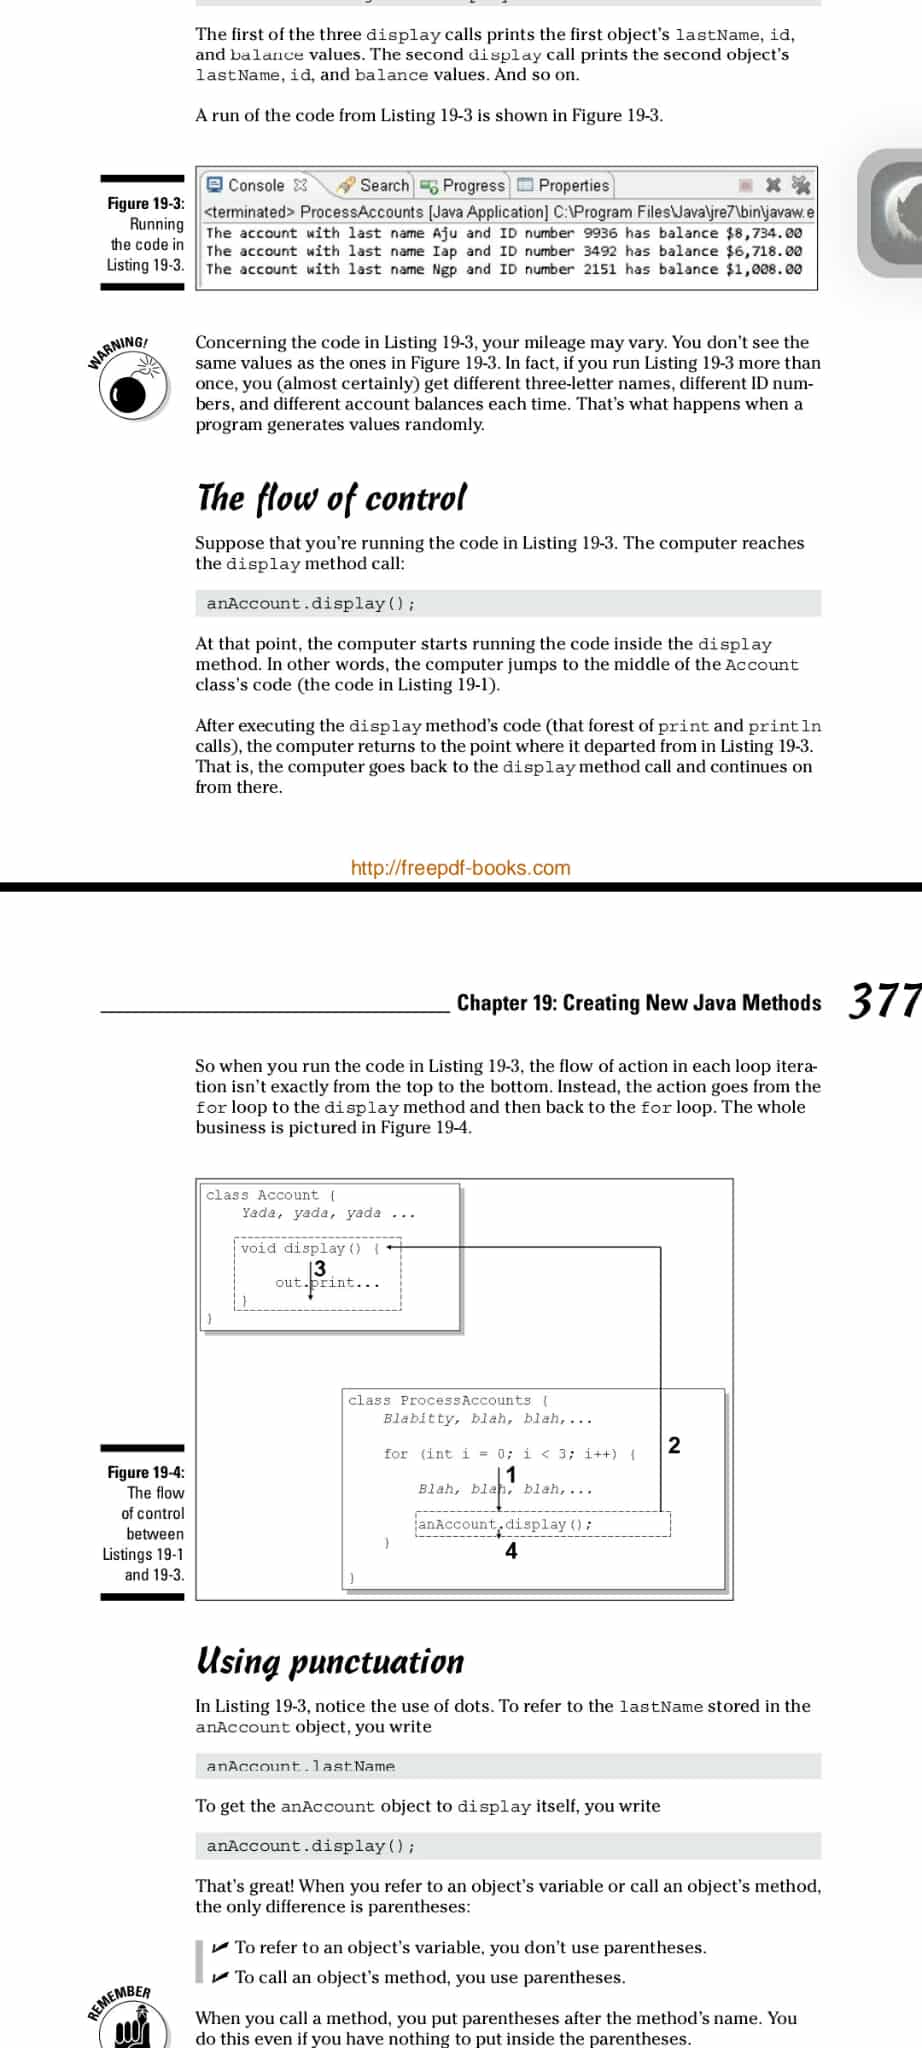 The first of the three display calls prints the first object's lastName, id,
and balance values. The second display call prints the second object's
lastName, id, and balance values. And so on.
A run of the code from Listing 19-3 is shown in Figure 19-3.
Figure 19-3:
Running
the code in
Listing 19-3.
Console Search Progress Properties
<terminated> ProcessAccounts [Java Application] C:\Program Files\Java\jre7\bin\javaw.e
The account with last name Aju and ID number 9936 has balance $8,734.00
The account with last name Iap and ID number 3492 has balance $6,718.00
The account with last name Ngp and ID number 2151 has balance $1,008.00
WARNING!
Concerning the code in Listing 19-3, your mileage may vary. You don't see the
same values as the ones in Figure 19-3. In fact, if you run Listing 19-3 more than
once, you (almost certainly) get different three-letter names, different ID num-
bers, and different account balances each time. That's what happens when a
program generates values randomly.
The flow of control
Suppose that you're running the code in Listing 19-3. The computer reaches
the display method call:
anAccount.display();
At that point, the computer starts running the code inside the display
method. In other words, the computer jumps to the middle of the Account
class's code (the code in Listing 19-1).
After executing the display method's code (that forest of print and println
calls), the computer returns to the point where it departed from in Listing 19-3.
That is, the computer goes back to the display method call and continues on
from there.
http://freepdf-books.com
Chapter 19: Creating New Java Methods 377
So when you run the code in Listing 19-3, the flow of action in each loop itera-
tion isn't exactly from the top to the bottom. Instead, the action goes from the
for loop to the display method and then back to the for loop. The whole
business is pictured in Figure 19-4.
class Account {
Yada, yada, yada ...
void display() {
3
out.print...
}
}
class ProcessAccounts {
Blabitty, blah, blah,...
2
for (int i = 0; i < 3; i++) {
1
Blah, blah, blah,...
anAccount.display();
}
4
}
Figure 19-4:
The flow
of control
between
Listings 19-1
and 19-3.
Using punctuation
In Listing 19-3, notice the use of dots. To refer to the lastName stored in the
anAccount object, you write
anAccount.lastName
To get the anAccount object to display itself, you write
anAccount.display();
That's great! When you refer to an object's variable or call an object's method,
the only difference is parentheses:
✓ To refer to an object's variable, you don't use parentheses.
✓ To call an object's method, you use parentheses.
REMEMBER
When you call a method, you put parentheses after the method's name. You
do this even if you have nothing to put inside the parentheses.